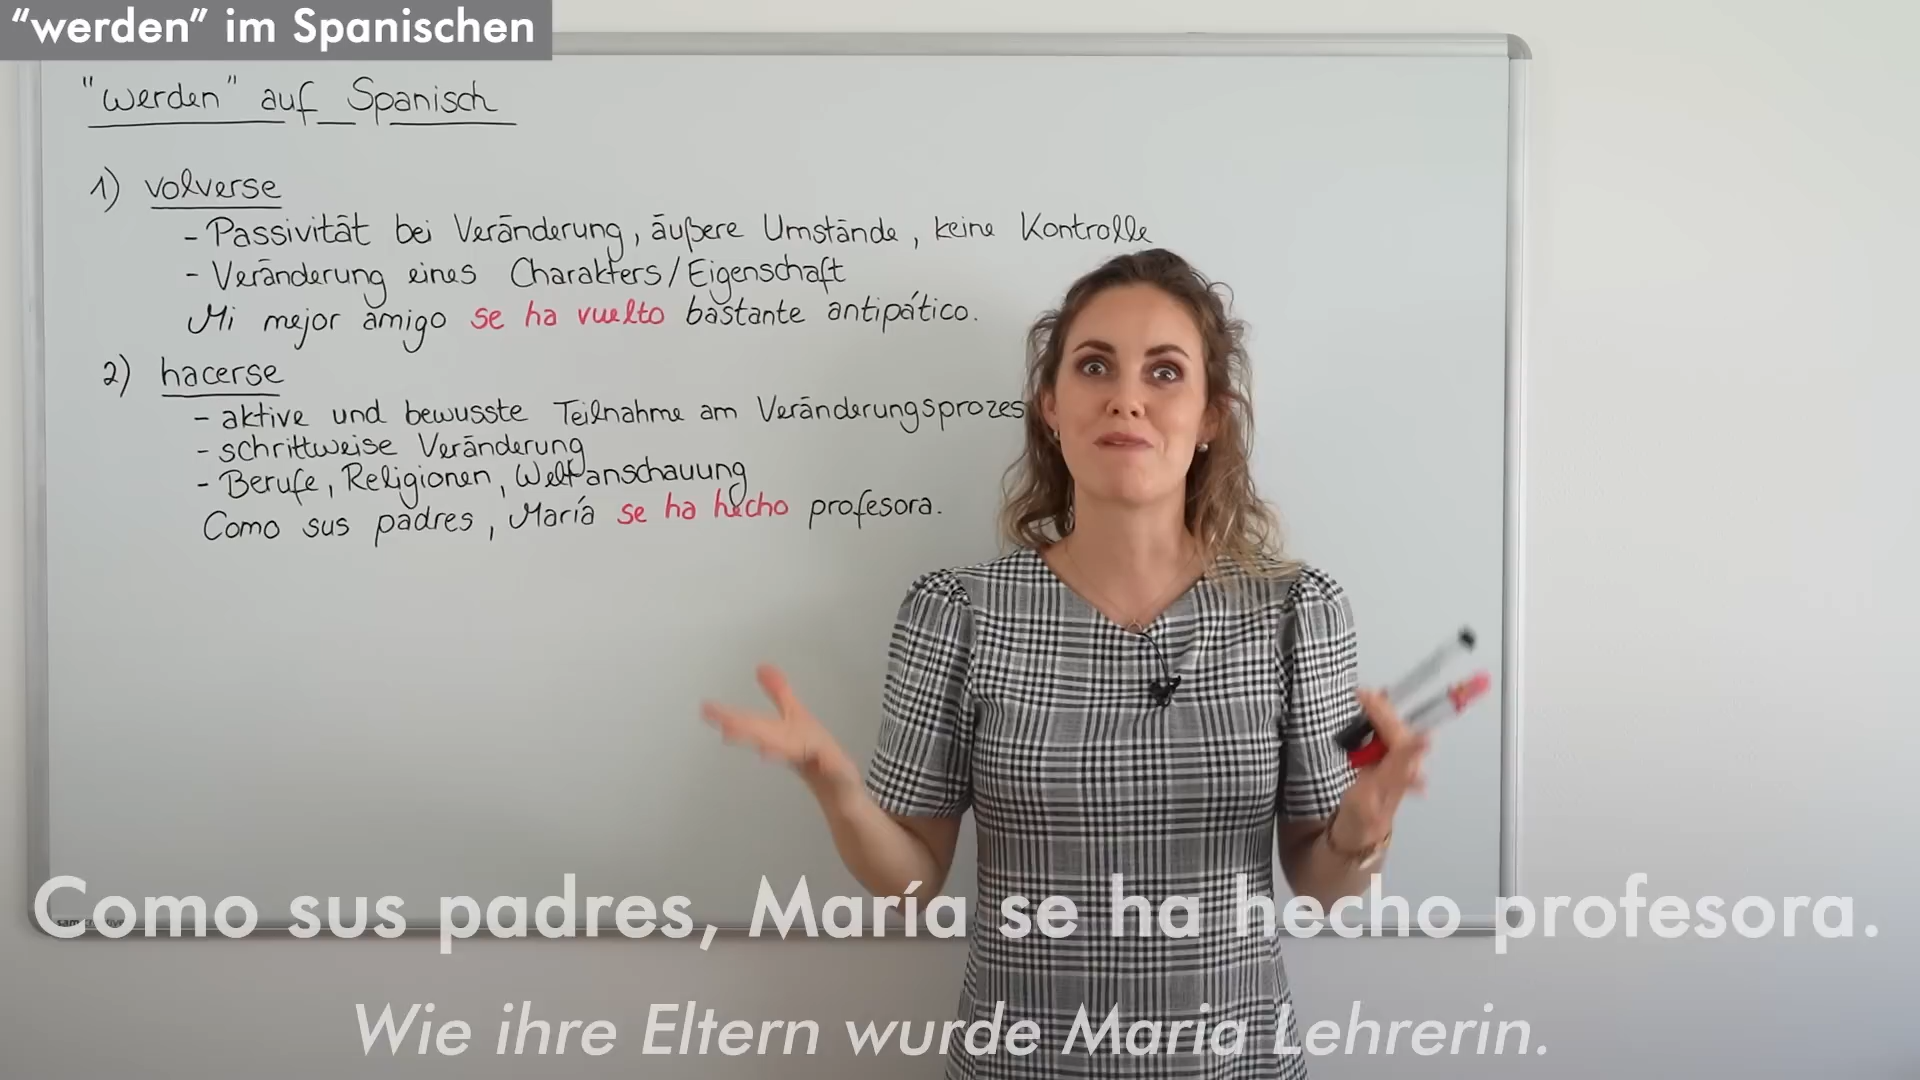 “werden” im Spanischen
"werden" auf Spanisch
1) volverse
- Passivität bei Veränderung, äußere Umstände, keine Kontrolle
- Veränderung eines Charakters/Eigenschaft
Mi mejor amigo se ha vuelto bastante antipático.
2) hacerse
- aktive und bewusste Teilnahme am Veränderungsprozes
- schrittweise Veränderung
- Berufe, Religionen, Weltanschauung
Como sus padres, María se ha hecho profesora.
Como sus padres, María se ha hecho profesora.
Wie ihre Eltern wurde Maria Lehrerin.